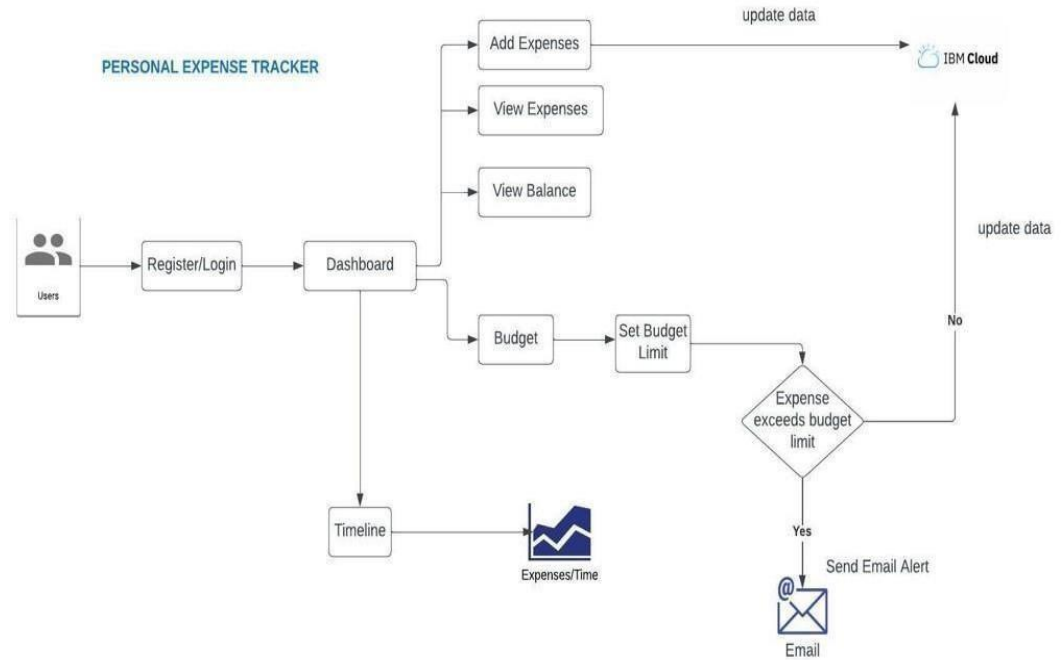 update data
Add Expenses
IBM Cloud
PERSONAL EXPENSE TRACKER
View Expenses
View Balance
update data
Register/Login
Dashboard
Users
No
Budget
Set Budget
Limit
Expense
exceeds budget
limit
Timeline
Yes
Send Email Alert
Expenses/Time
@
Email